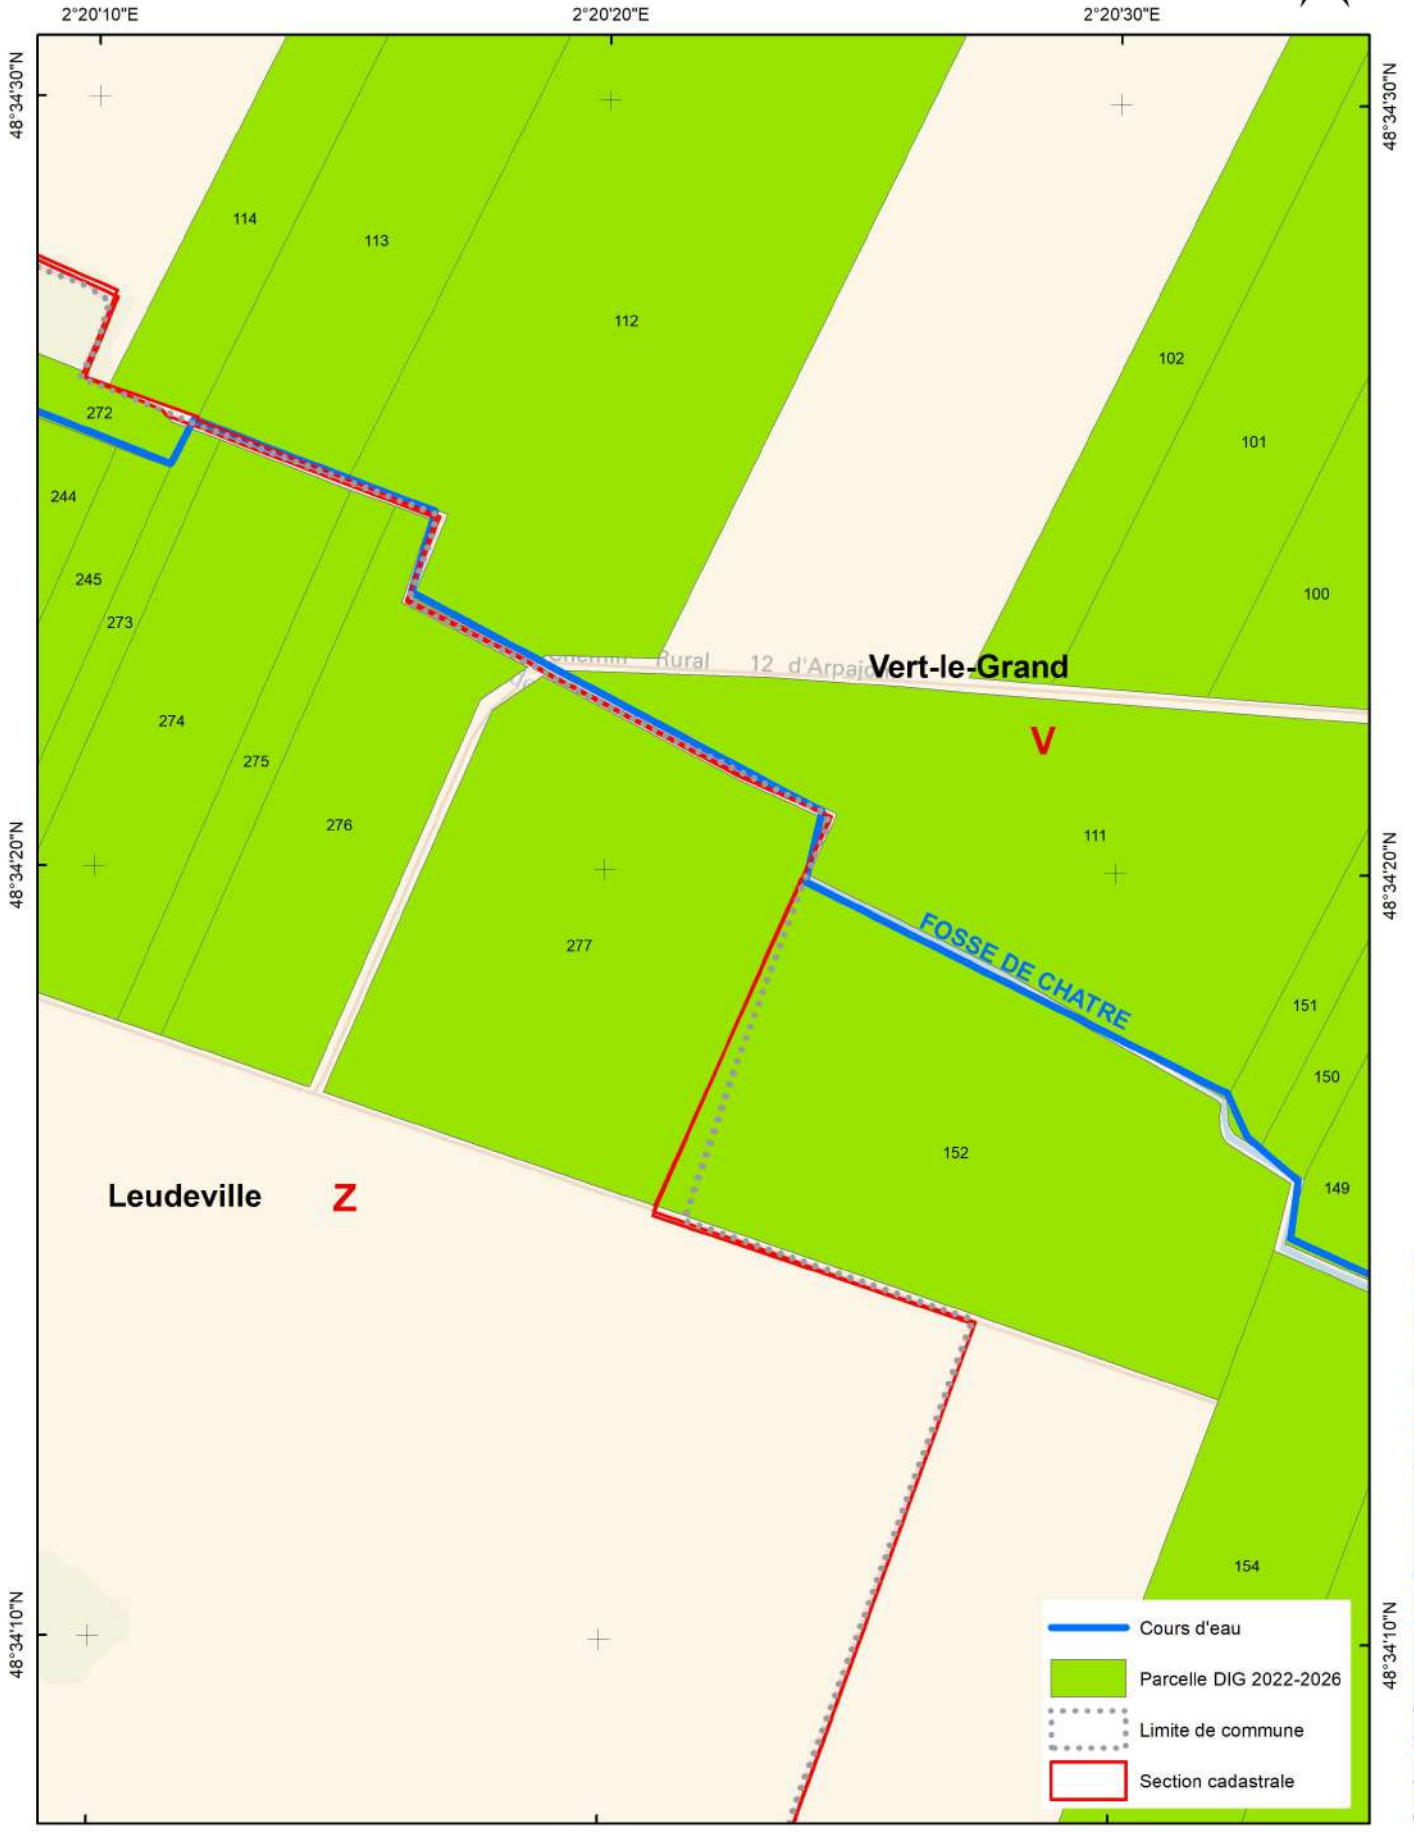 2°20'10"E 2°20'20"E 2°20'30"E
48°34'30"N 48°34'30"N
114
113
112
102
272
101
244
245
100
273
Chemin Rural 12 d'Arpajon
Vert-le-Grand
274
V
275
276
111
48°34'20"N 48°34'20"N
277
FOSSE DE CHATRE
151
150
152
149
Leudeville Z
154
48°34'10"N 48°34'10"N
Cours d'eau
Parcelle DIG 2022-2026
Limite de commune
Section cadastrale